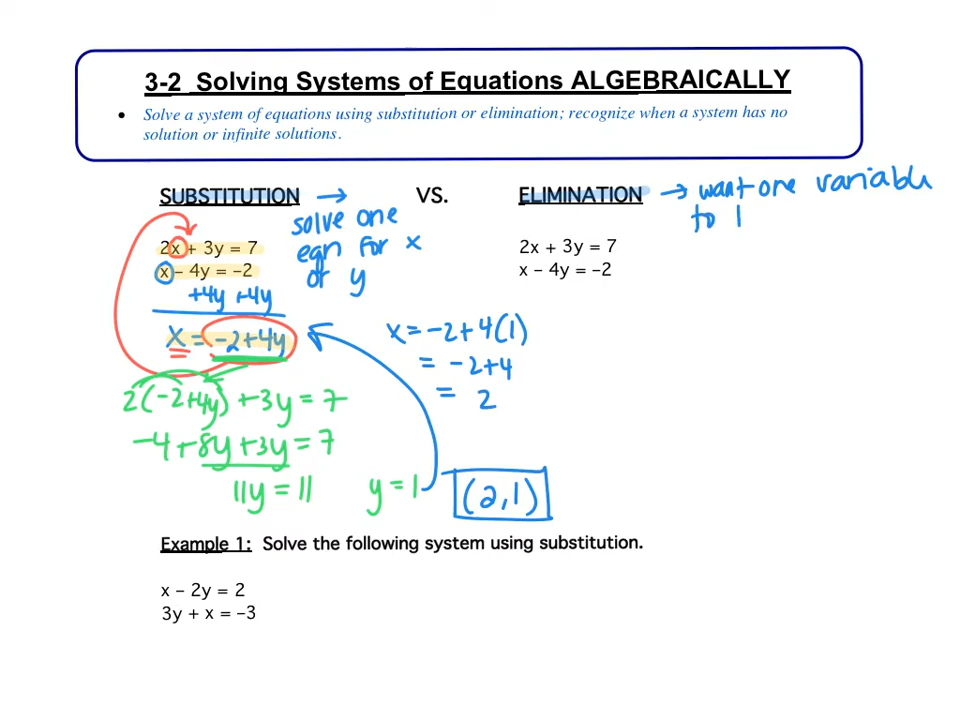 3-2 Solving Systems of Equations ALGEBRAICALLY
• Solve a system of equations using substitution or elimination; recognize when a system has no
solution or infinite solutions.
SUBSTITUTION →
solve one
eqn for x
or y
2x + 3y = 7
x – 4y = –2
+4y +4y
x = -2+4y
2(-2+4y) +3y = 7
-4+8y+3y = 7
11y = 11
y = 1
x = -2+4(1)
= -2+4
= 2
(2,1)
VS.
ELIMINATION → want one variable
to 1
2x + 3y = 7
x – 4y = –2
Example 1: Solve the following system using substitution.
x – 2y = 2
3y + x = –3